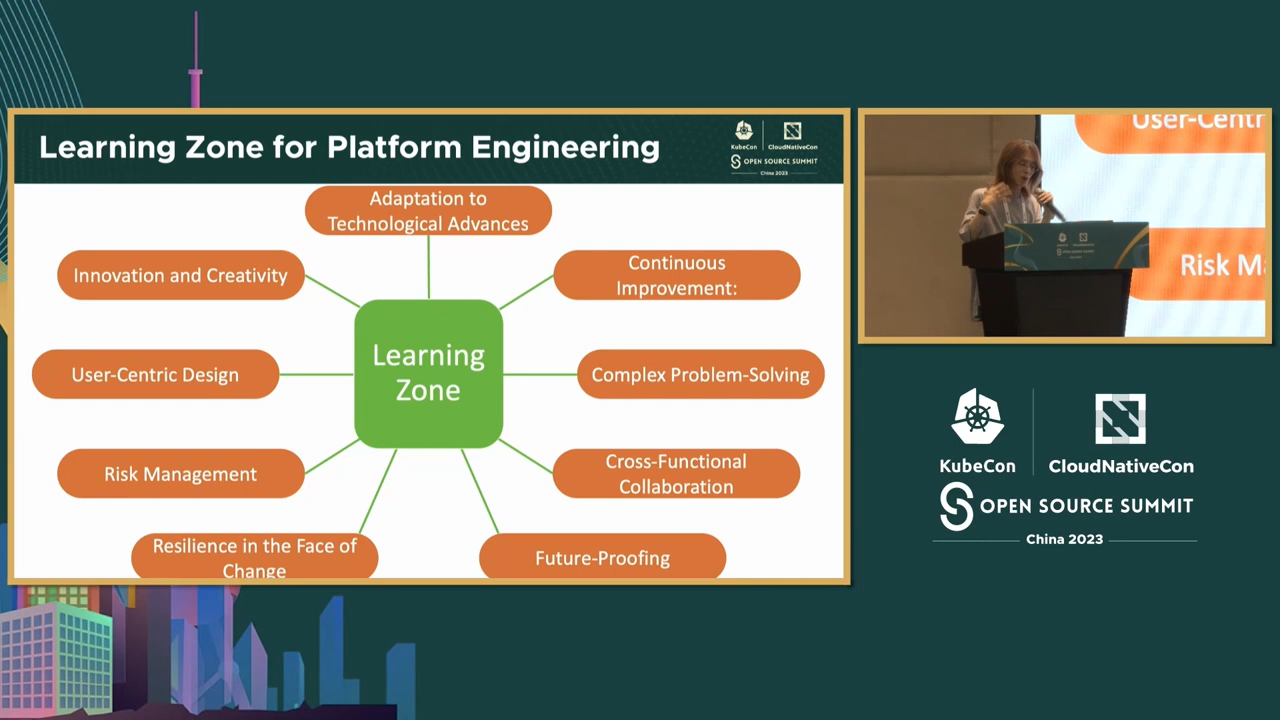 Learning Zone for Platform Engineering
KubeCon
CloudNativeCon
OPEN SOURCE SUMMIT
China 2023
Adaptation to
Technological Advances
Innovation and Creativity
Continuous
Improvement:
Learning
Zone
User-Centric Design
Complex Problem-Solving
Risk Management
Cross-Functional
Collaboration
Resilience in the Face of
Change
Future-Proofing
User-Centr
Risk M
KubeCon
CloudNativeCon
OPEN SOURCE SUMMIT
China 2023